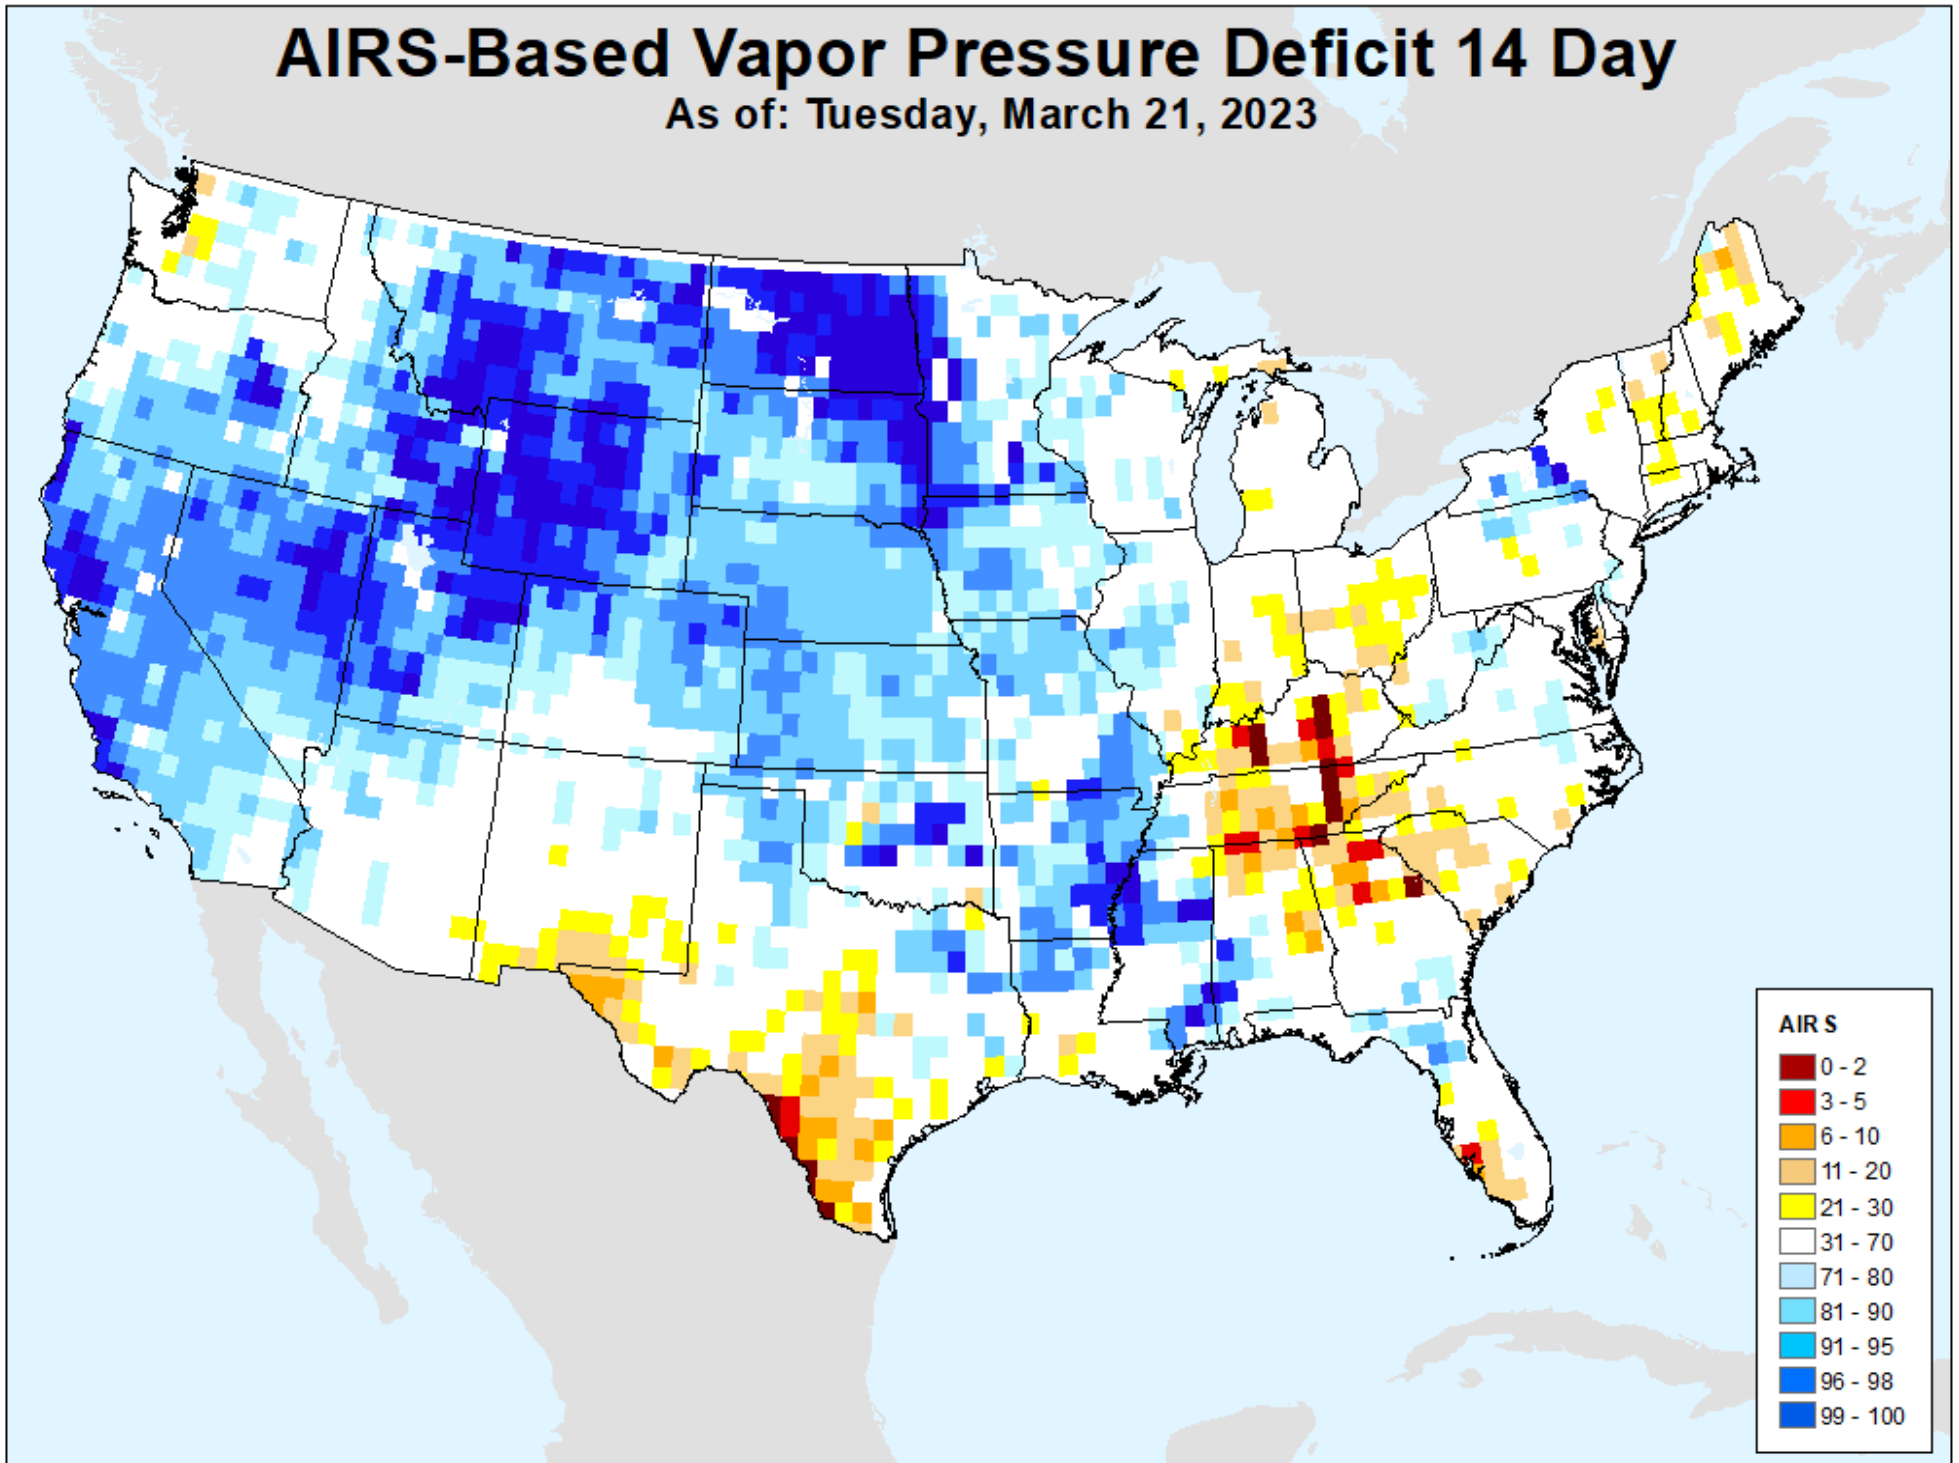 AIRS-Based Vapor Pressure Deficit 14 Day
As of: Tuesday, March 21, 2023
AIRS
0 - 2
3 - 5
6 - 10
11 - 20
21 - 30
31 - 70
71 - 80
81 - 90
91 - 95
96 - 98
99 - 100